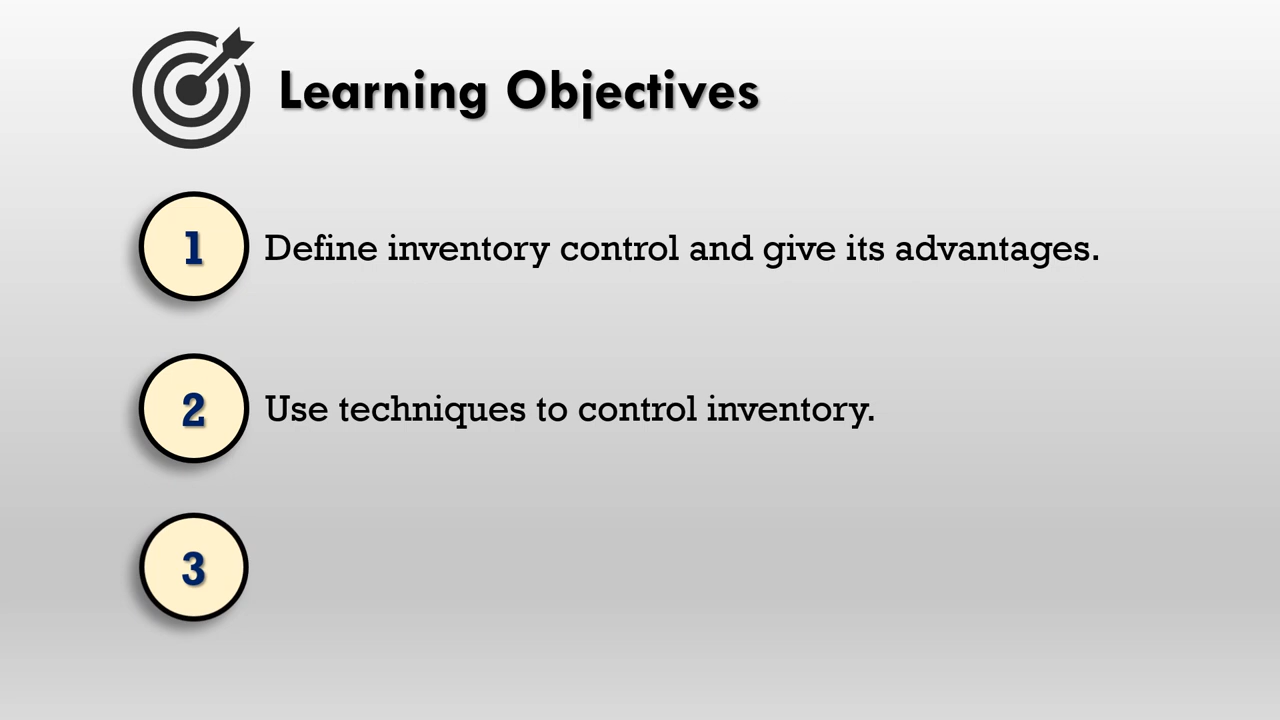 Learning Objectives
1 Define inventory control and give its advantages.
2 Use techniques to control inventory.
3